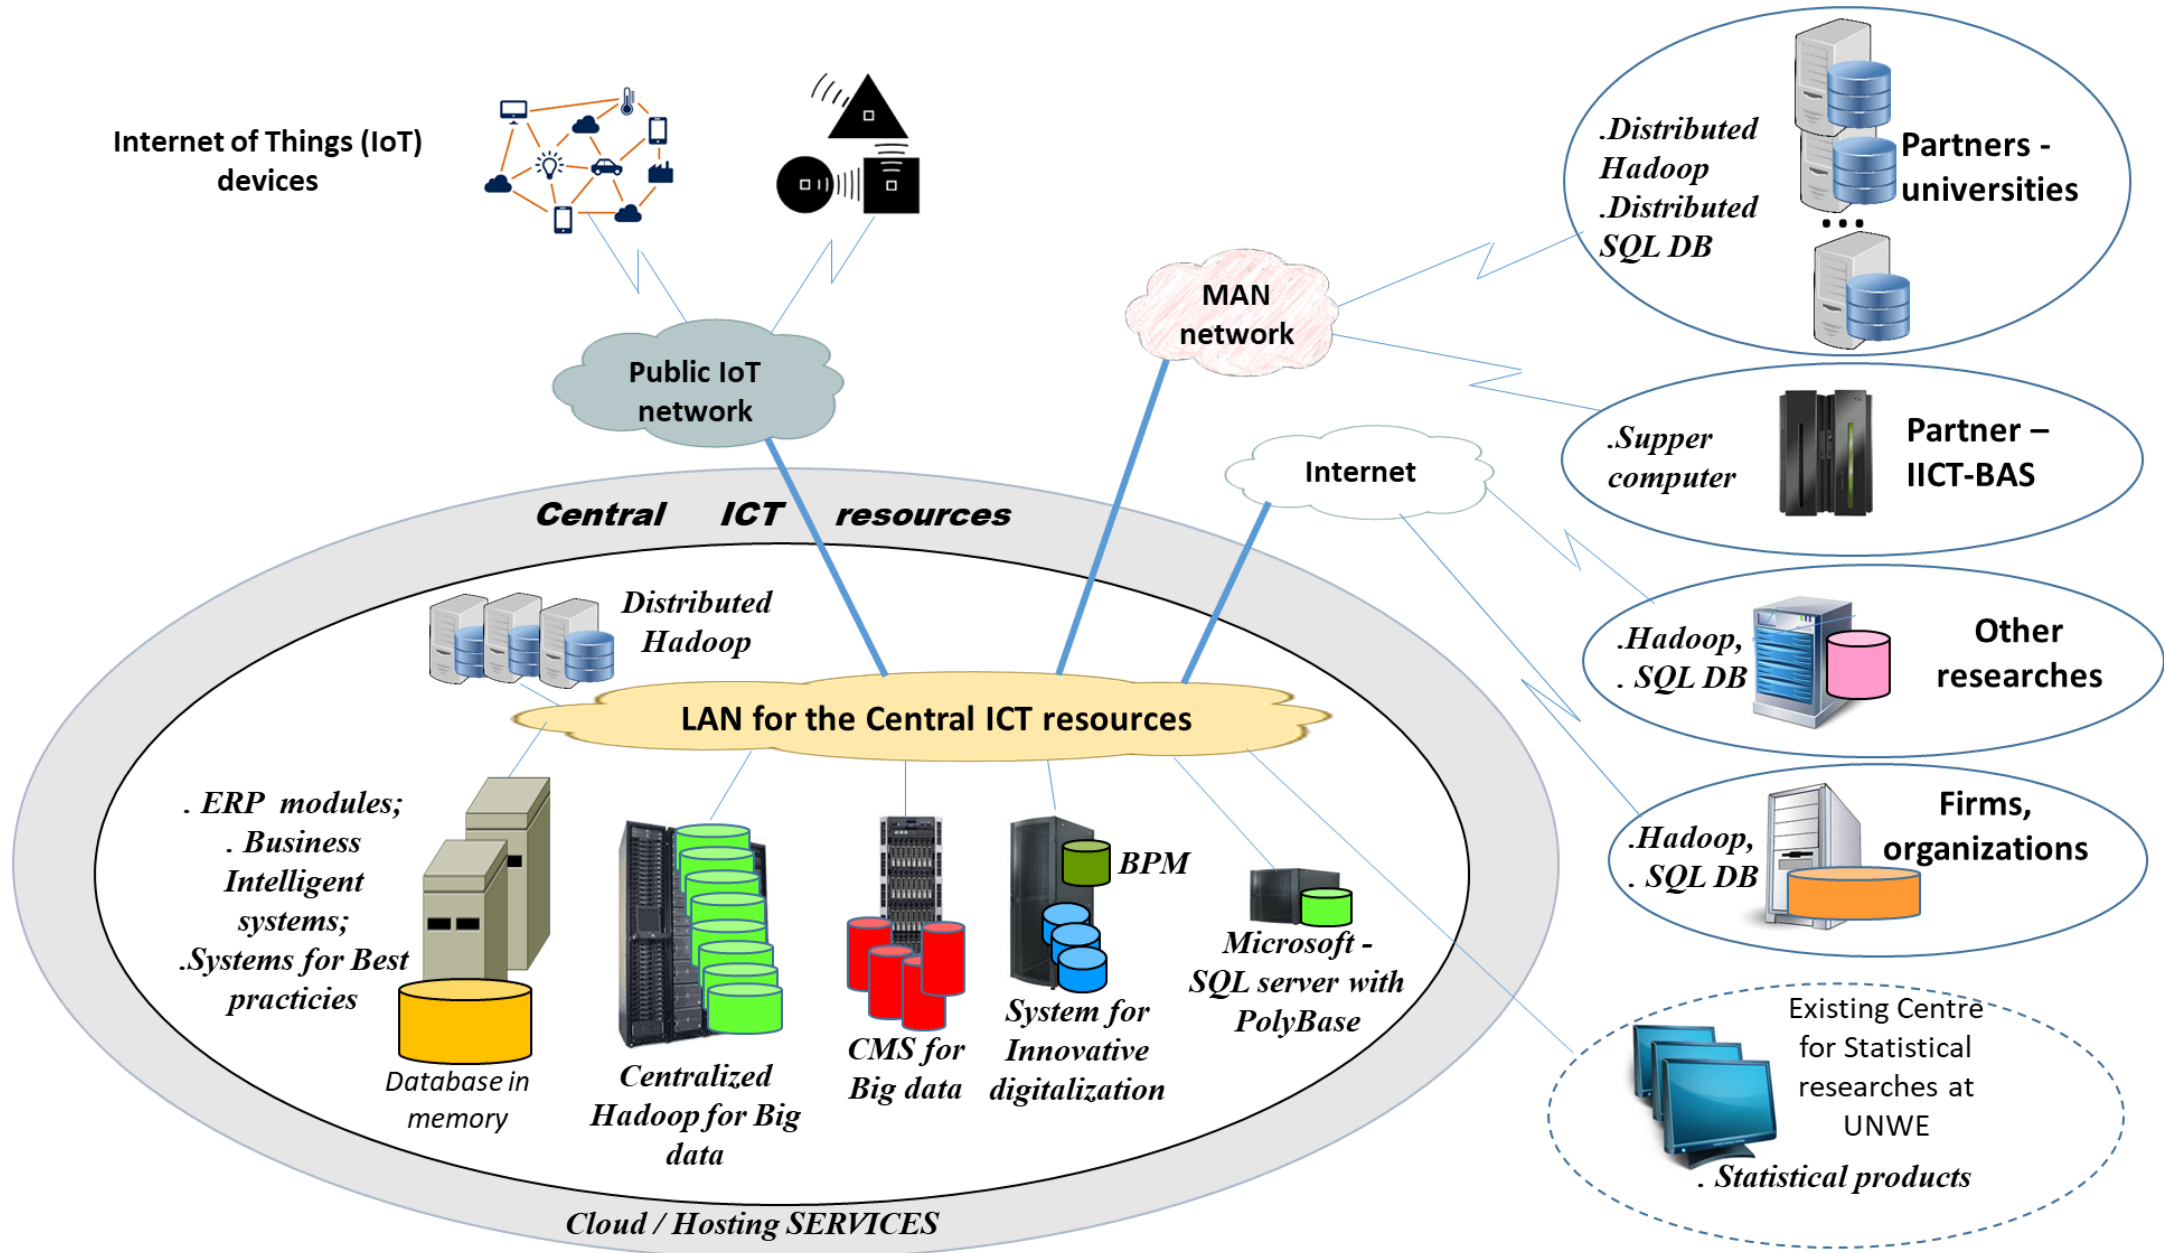 Internet of Things (IoT)
devices
.Distributed
Hadoop
.Distributed
SQL DB
Partners -
universities
...
MAN
network
Public IoT
network
.Supper
computer
Partner –
IICT-BAS
Internet
Central ICT resources
Distributed
Hadoop
.Hadoop,
. SQL DB
Other
researches
LAN for the Central ICT resources
. ERP modules;
. Business
Intelligent
systems;
.Systems for Best
practicies
Database in
memory
Centralized
Hadoop for Big
data
CMS for
Big data
BPM
System for
Innovative
digitalization
Microsoft -
SQL server with
PolyBase
.Hadoop,
. SQL DB
Firms,
organizations
Existing Centre
for Statistical
researches at
UNWE
. Statistical products
Cloud / Hosting SERVICES